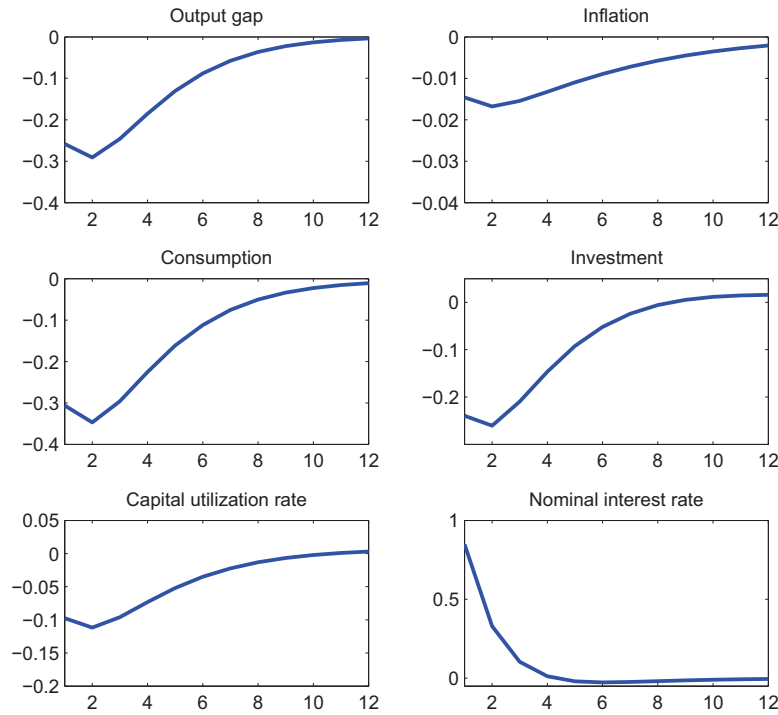 Output gap
0
−0.1
−0.2
−0.3
−0.4
2 4 6 8 10 12
Inflation
0
−0.01
−0.02
−0.03
−0.04
2 4 6 8 10 12
Consumption
0
−0.1
−0.2
−0.3
−0.4
2 4 6 8 10 12
Investment
0
−0.1
−0.2
2 4 6 8 10 12
Capital utilization rate
0.05
0
−0.05
−0.1
−0.15
−0.2
2 4 6 8 10 12
Nominal interest rate
1
0.5
0
2 4 6 8 10 12